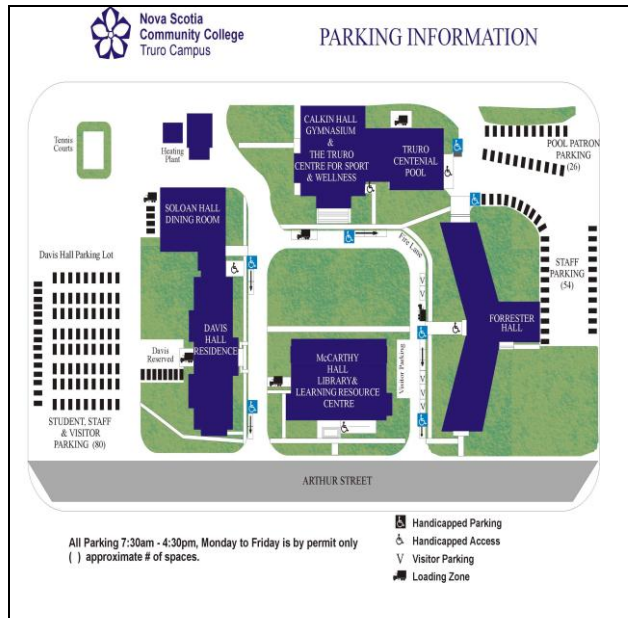 Nova Scotia
Community College
Truro Campus
PARKING INFORMATION
Tennis
Courts
Heating
Plant
CALKIN HALL
GYMNASIUM
&
THE TRURO
CENTRE FOR SPORT
& WELLNESS
TRURO
CENTENIAL
POOL
POOL PATRON
PARKING
(26)
SOLOAN HALL
DINING ROOM
Davis Hall Parking Lot
Fire Lane
STAFF
PARKING
(54)
V
V
FORRESTER
HALL
DAVIS
HALL
RESIDENCE
Davis
Reserved
McCARTHY
HALL
LIBRARY&
LEARNING RESOURCE
CENTRE
Visitor Parking
V
V
V
STUDENT, STAFF
& VISITOR
PARKING (80)
ARTHUR STREET
All Parking 7:30am - 4:30pm, Monday to Friday is by permit only
( ) approximate # of spaces.
Handicapped Parking
Handicapped Access
V Visitor Parking
Loading Zone